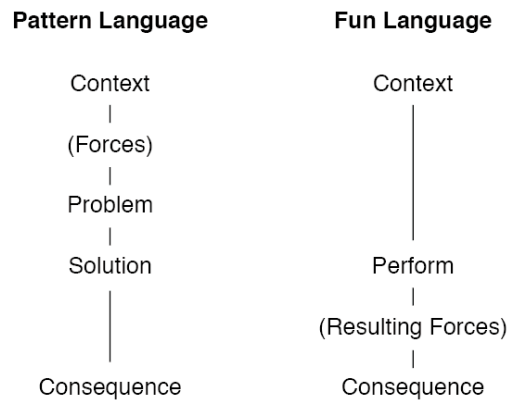 Pattern Language
Context
(Forces)
Problem
Solution
Consequence
Fun Language
Context
Perform
(Resulting Forces)
Consequence